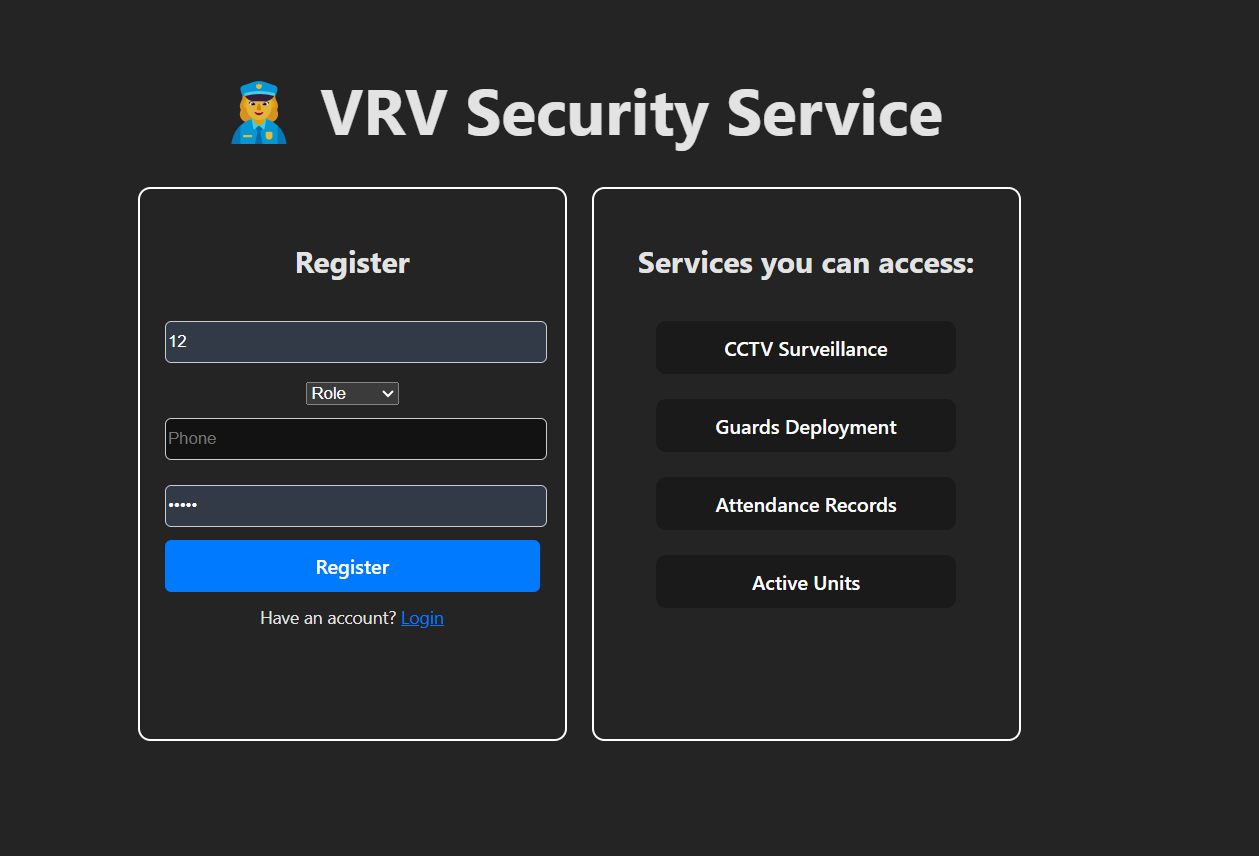 VRV Security Service
Register
12
Role
Phone
•••••
Register
Have an account? Login
Services you can access:
CCTV Surveillance
Guards Deployment
Attendance Records
Active Units